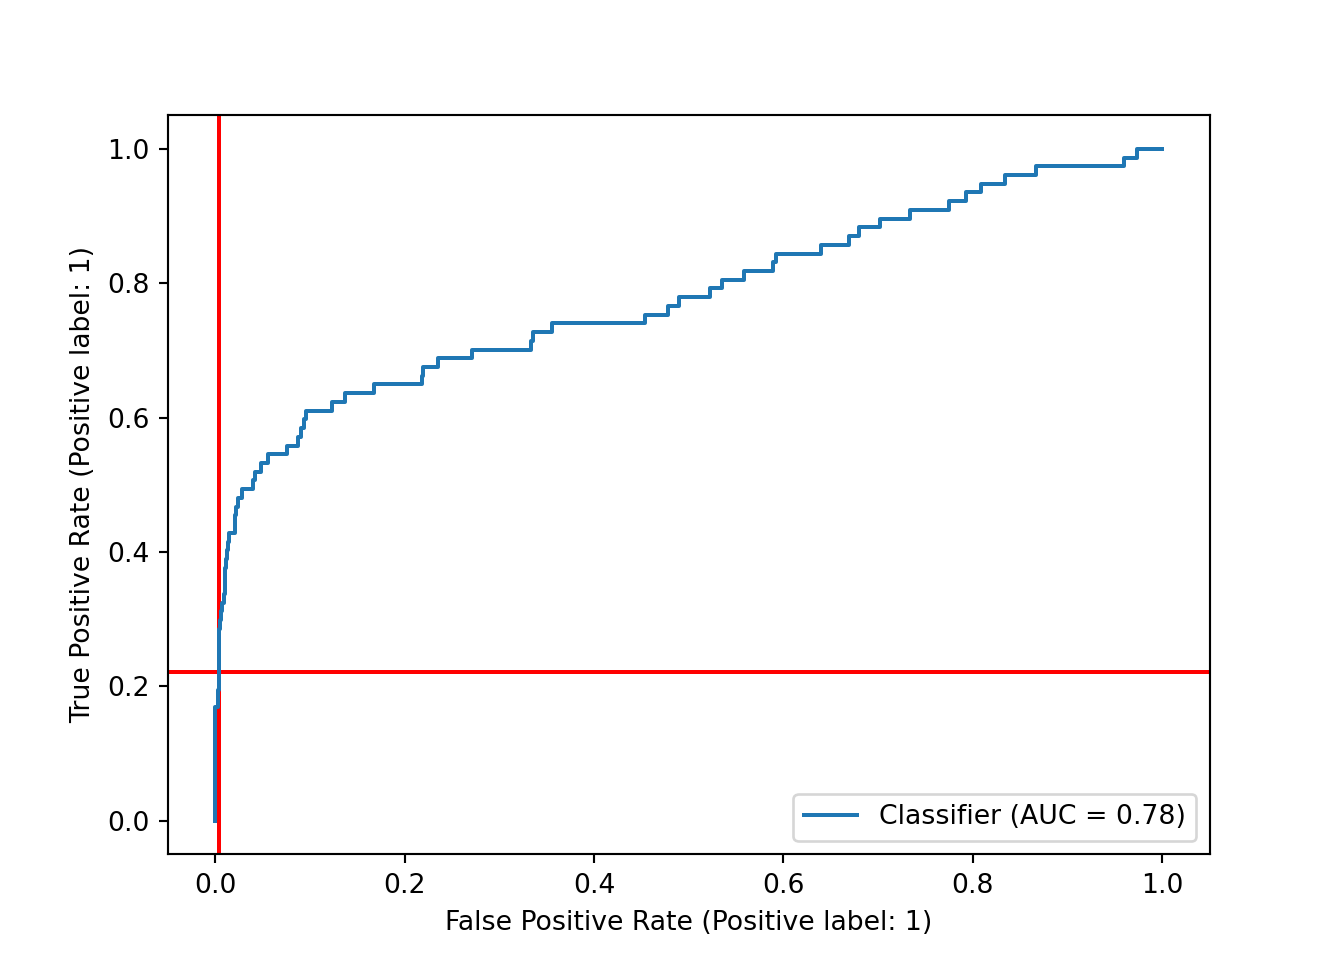 1.0
0.8
0.6
0.4
0.2
0.0
True Positive Rate (Positive label: 1)
Classifier (AUC = 0.78)
0.0 0.2 0.4 0.6 0.8 1.0
False Positive Rate (Positive label: 1)